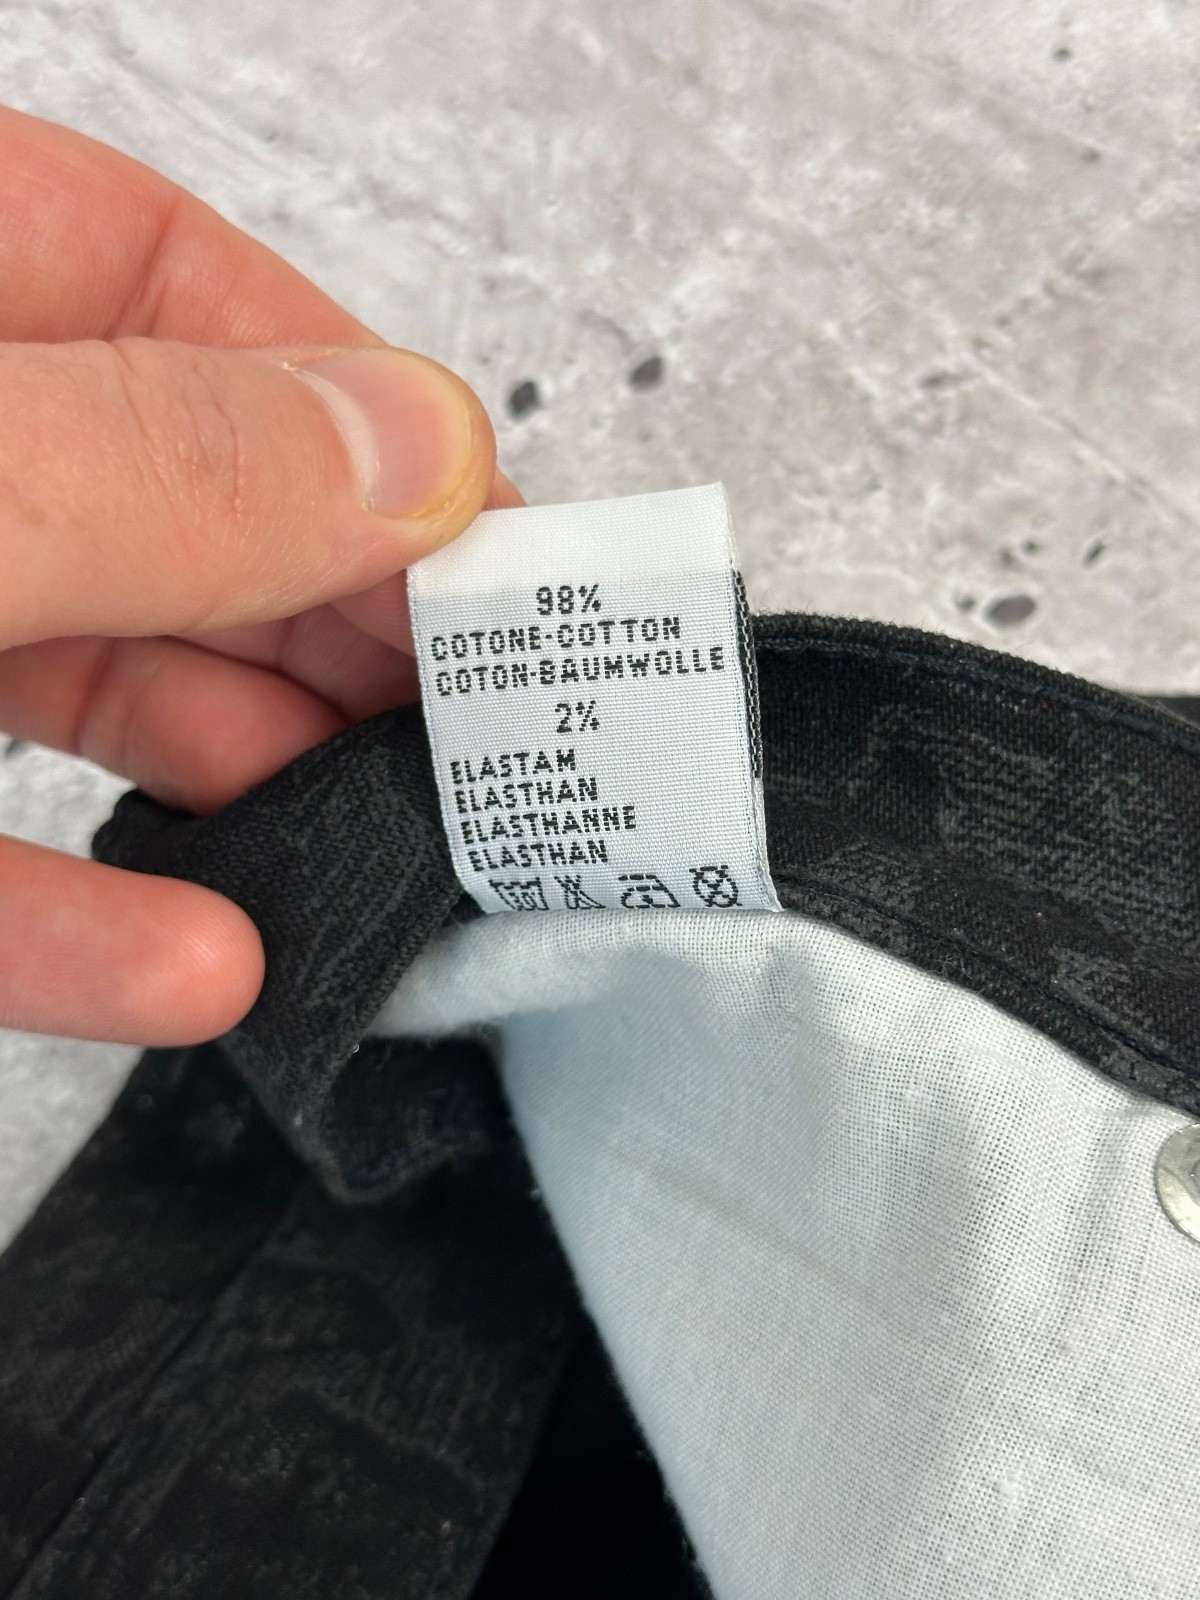 98%
COTONE-COTTON
COTON-BAUMWOLLE
2%
ELASTAM
ELASTHAN
ELASTHANNE
ELASTHAN